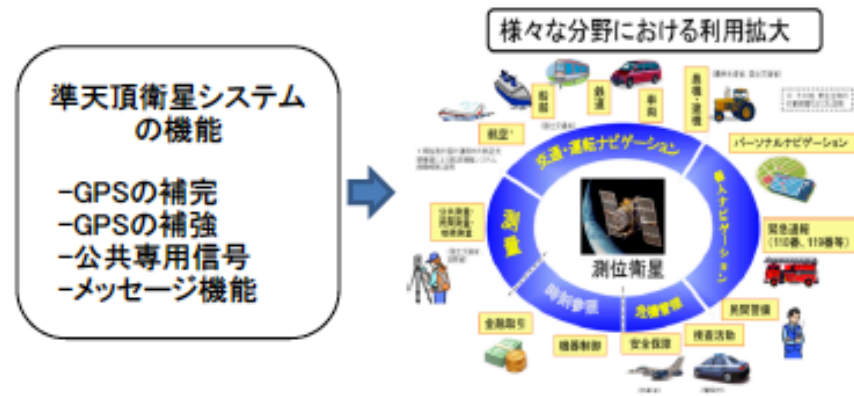 様々な分野における利用拡大
準天頂衛星システム
の機能
-GPSの補完
-GPSの補強
-公共専用信号
-メッセージ機能
船舶
鉄道
車両
農機・建機
航空
交通・運転ナビゲーション
パーソナルナビゲーション
個人ナビゲーション
測量
公共測量・
測位衛星
緊急通報
(110番、119番等)
時刻参照
危機管理
金融取引
機器制御
安全保障
捜査活動
民間警備